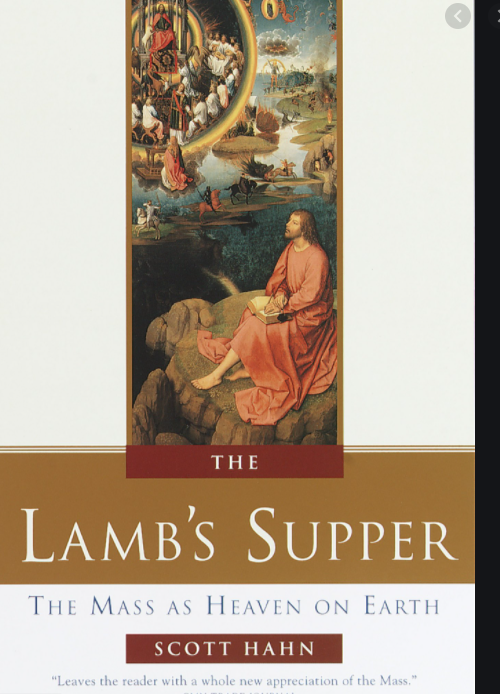 THE
LAMB'S SUPPER
THE MASS AS HEAVEN ON EARTH
SCOTT HAHN
"Leaves the reader with a whole new appreciation of the Mass."